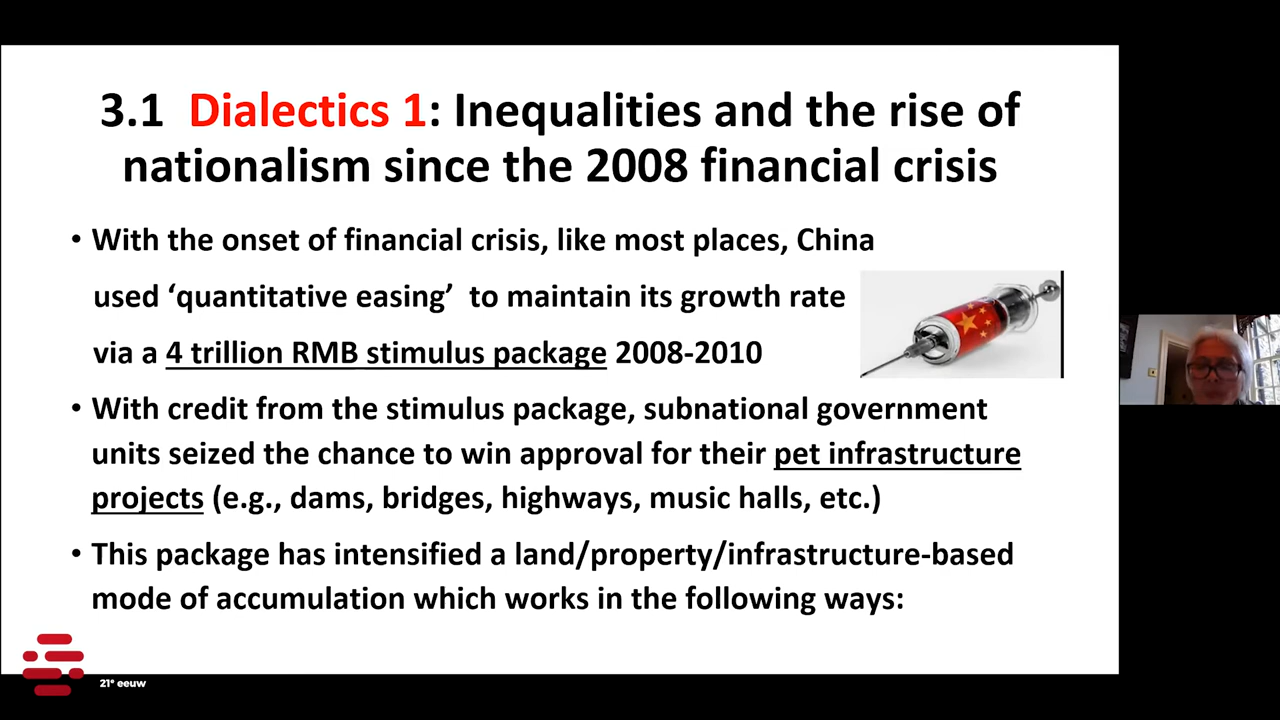 3.1 Dialectics 1: Inequalities and the rise of
nationalism since the 2008 financial crisis
• With the onset of financial crisis, like most places, China
used ‘quantitative easing’ to maintain its growth rate
via a 4 trillion RMB stimulus package 2008-2010
• With credit from the stimulus package, subnational government
units seized the chance to win approval for their pet infrastructure
projects (e.g., dams, bridges, highways, music halls, etc.)
• This package has intensified a land/property/infrastructure-based
mode of accumulation which works in the following ways:
21e eeuw